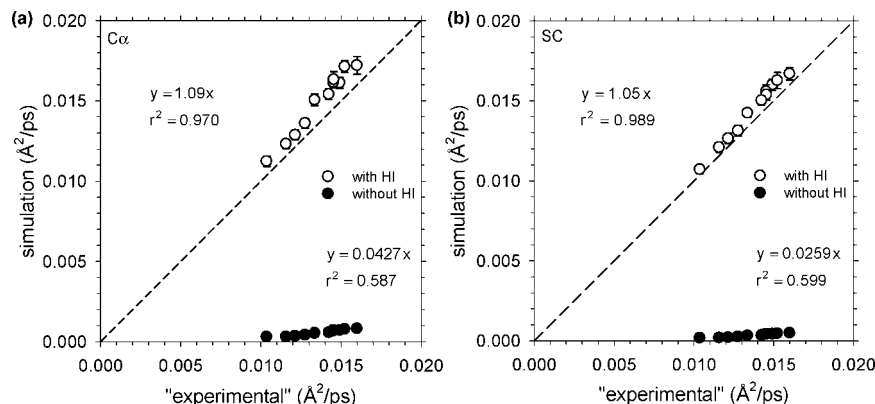 (a)
Cα
0.020
0.015
0.010
0.005
0.000
simulation (Å²/ps)
y = 1.09x
r² = 0.970
with HI
without HI
y = 0.0427x
r² = 0.587
0.000 0.005 0.010 0.015 0.020
"experimental" (Å²/ps)
(b)
SC
0.020
0.015
0.010
0.005
0.000
simulation (Å²/ps)
y = 1.05x
r² = 0.989
with HI
without HI
y = 0.0259x
r² = 0.599
0.000 0.005 0.010 0.015 0.020
"experimental" (Å²/ps)